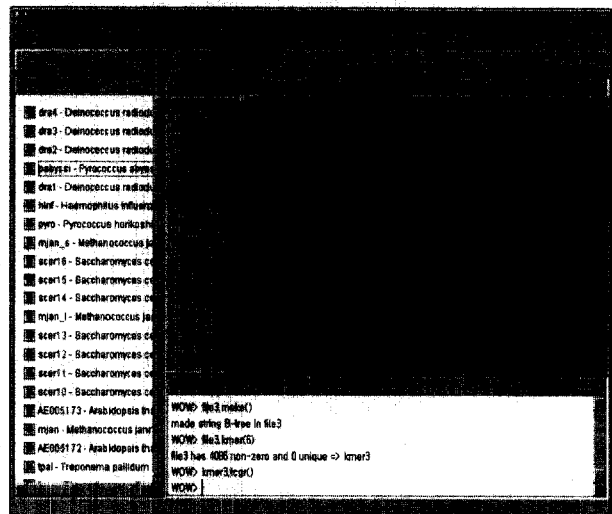 dra4 - Deinococcus radiodu
dra3 - Deinococcus radiodu
dra2 - Deinococcus radiodu
pabyssi - Pyrococcus abyss
dra1 - Deinococcus radiodu
hinf - Haemophilus influenz
pyro - Pyrococcus horikoshi
mjan_s - Methanococcus ja
scer16 - Saccharomyces ce
scer15 - Saccharomyces ce
scer14 - Saccharomyces ce
mjan_l - Methanococcus jan
scer13 - Saccharomyces ce
scer12 - Saccharomyces ce
scer11 - Saccharomyces ce
scer10 - Saccharomyces ce
AE005173 - Arabidopsis tha
mjan - Methanococcus jann
AE005172 - Arabidopsis tha
tpal - Treponema pallidum
WOW> file3.make()
made string B-tree in file3
WOW> file3.kmer(6)
file3 has 4096 non-zero and 0 unique => kmer3
WOW> kmer3.fcgr()
WOW>